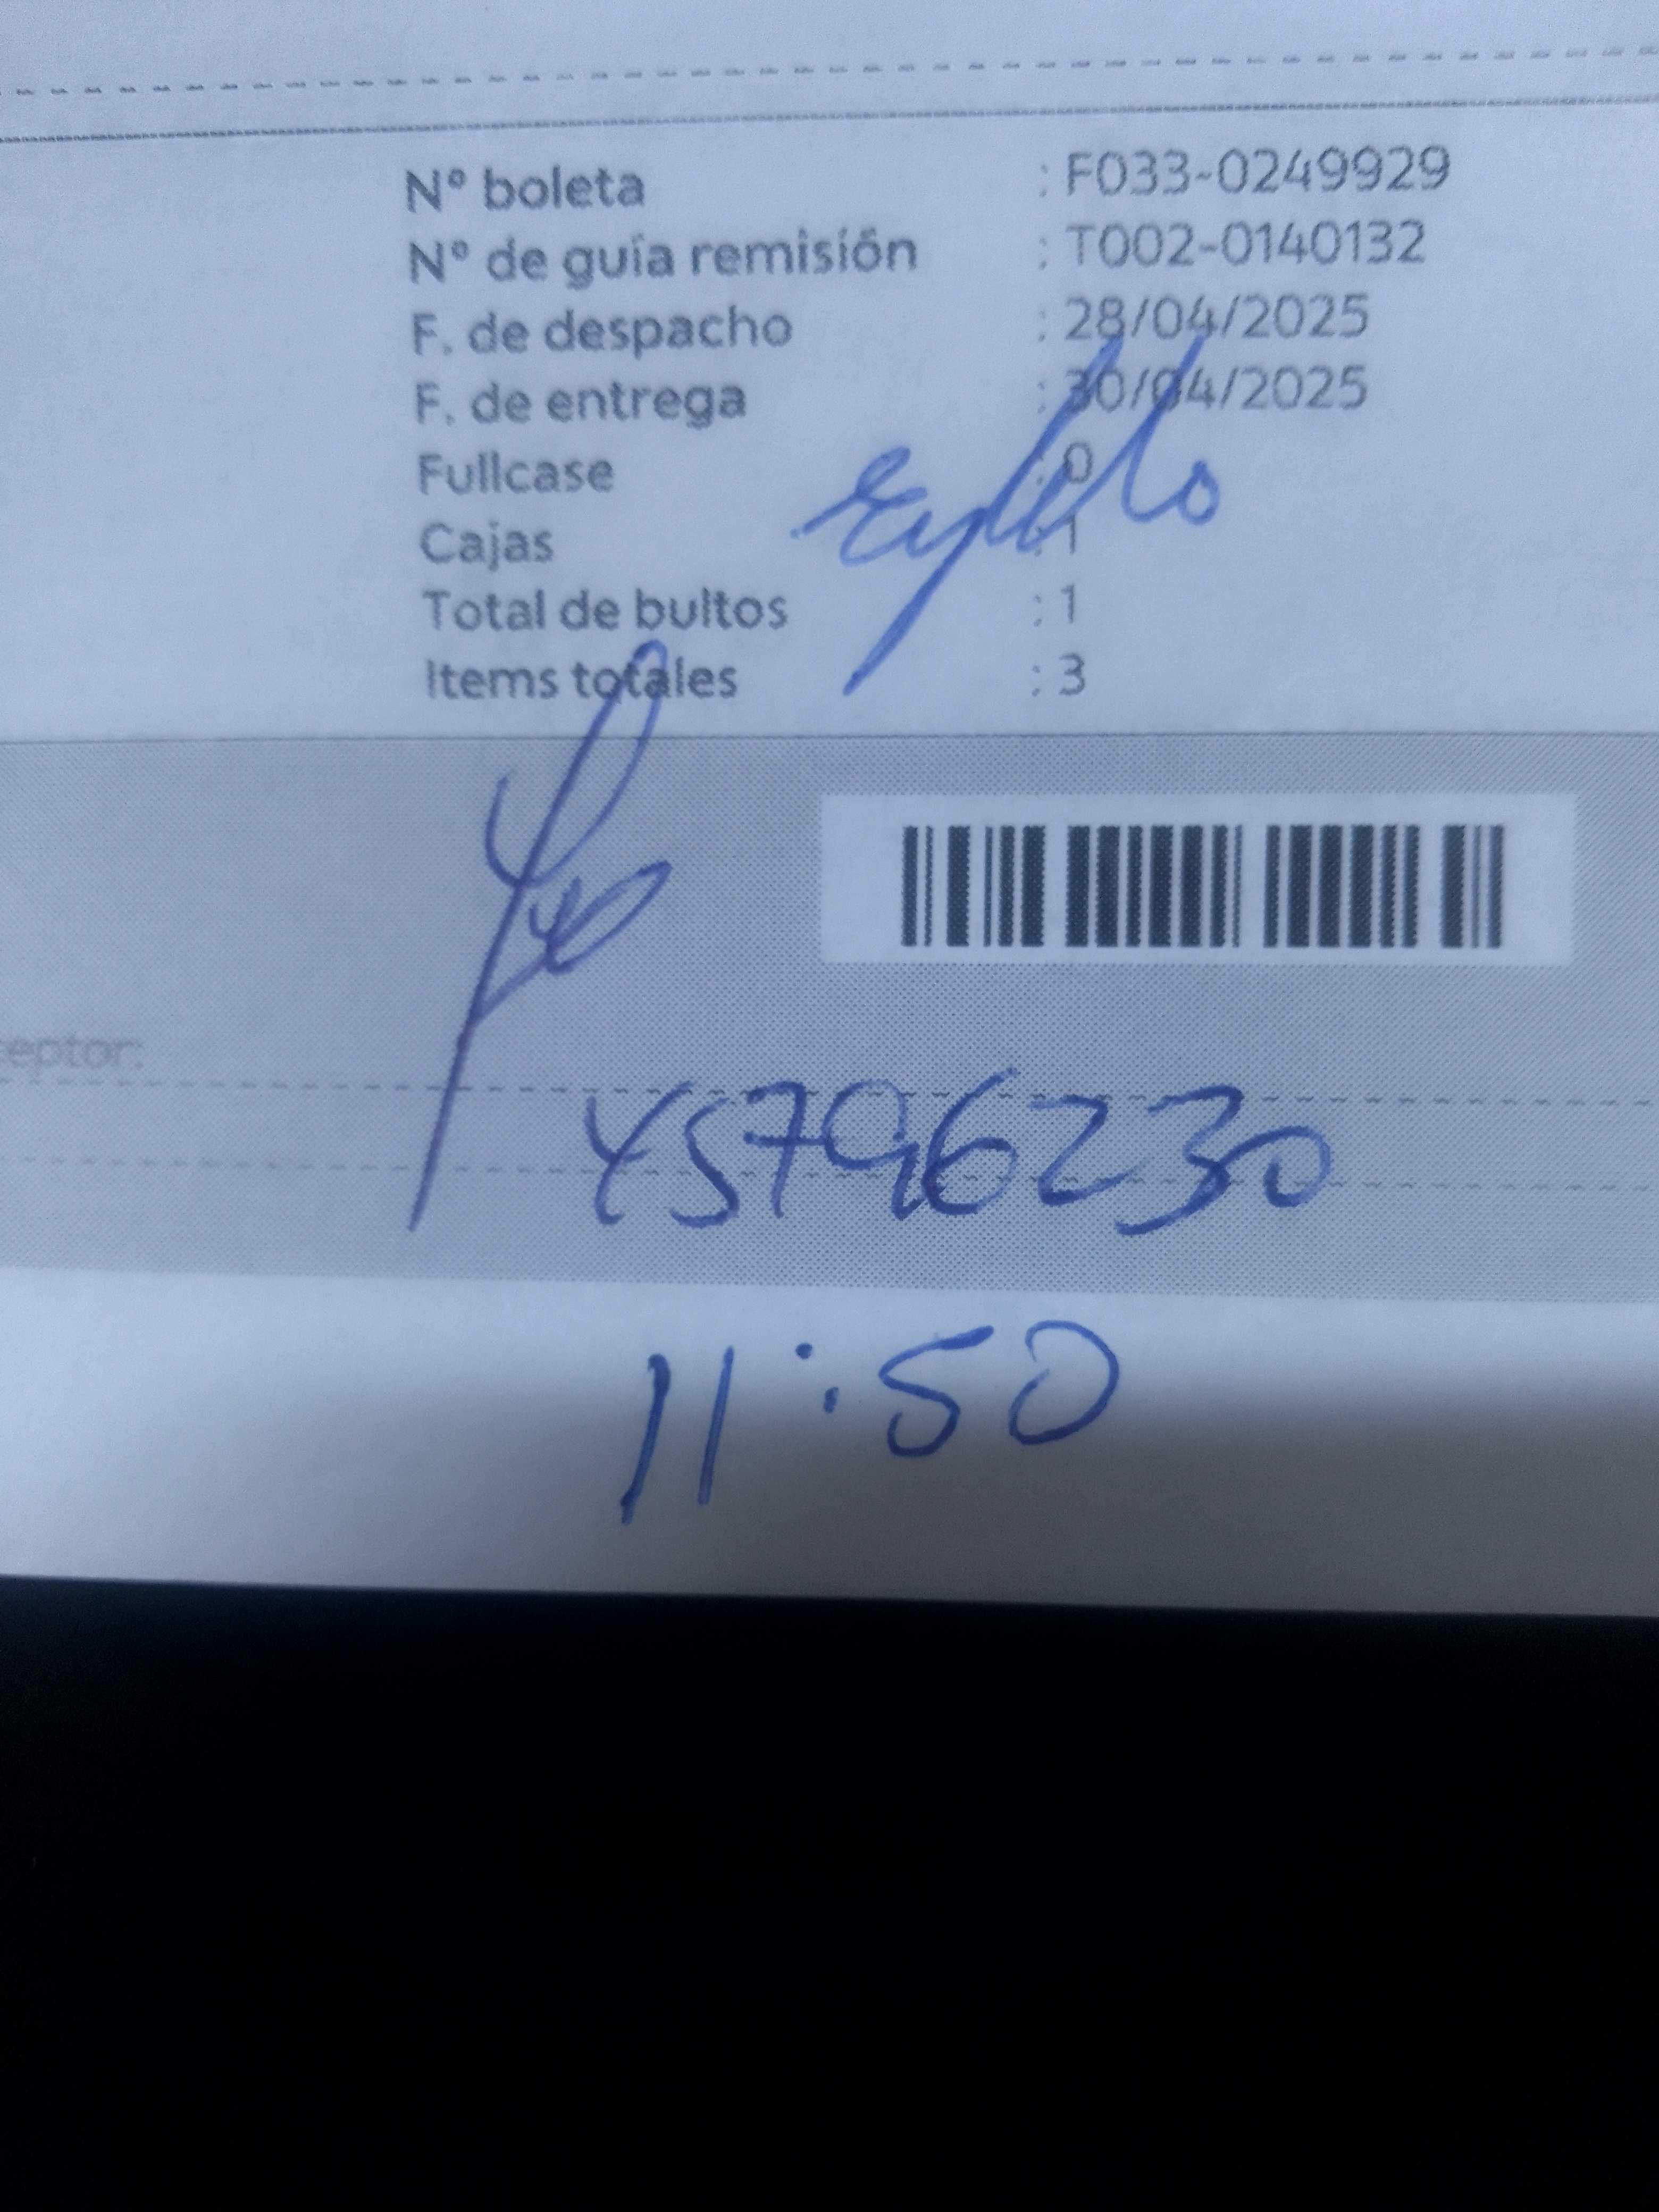 Nº boleta : F033-0249929
Nº de guía remisión : T002-0140132
F. de despacho : 28/04/2025
F. de entrega : 30/04/2025
Fullcase : 0
Cajas : 1
Total de bultos : 1
Items totales : 3
eptor:
45796230
11:50